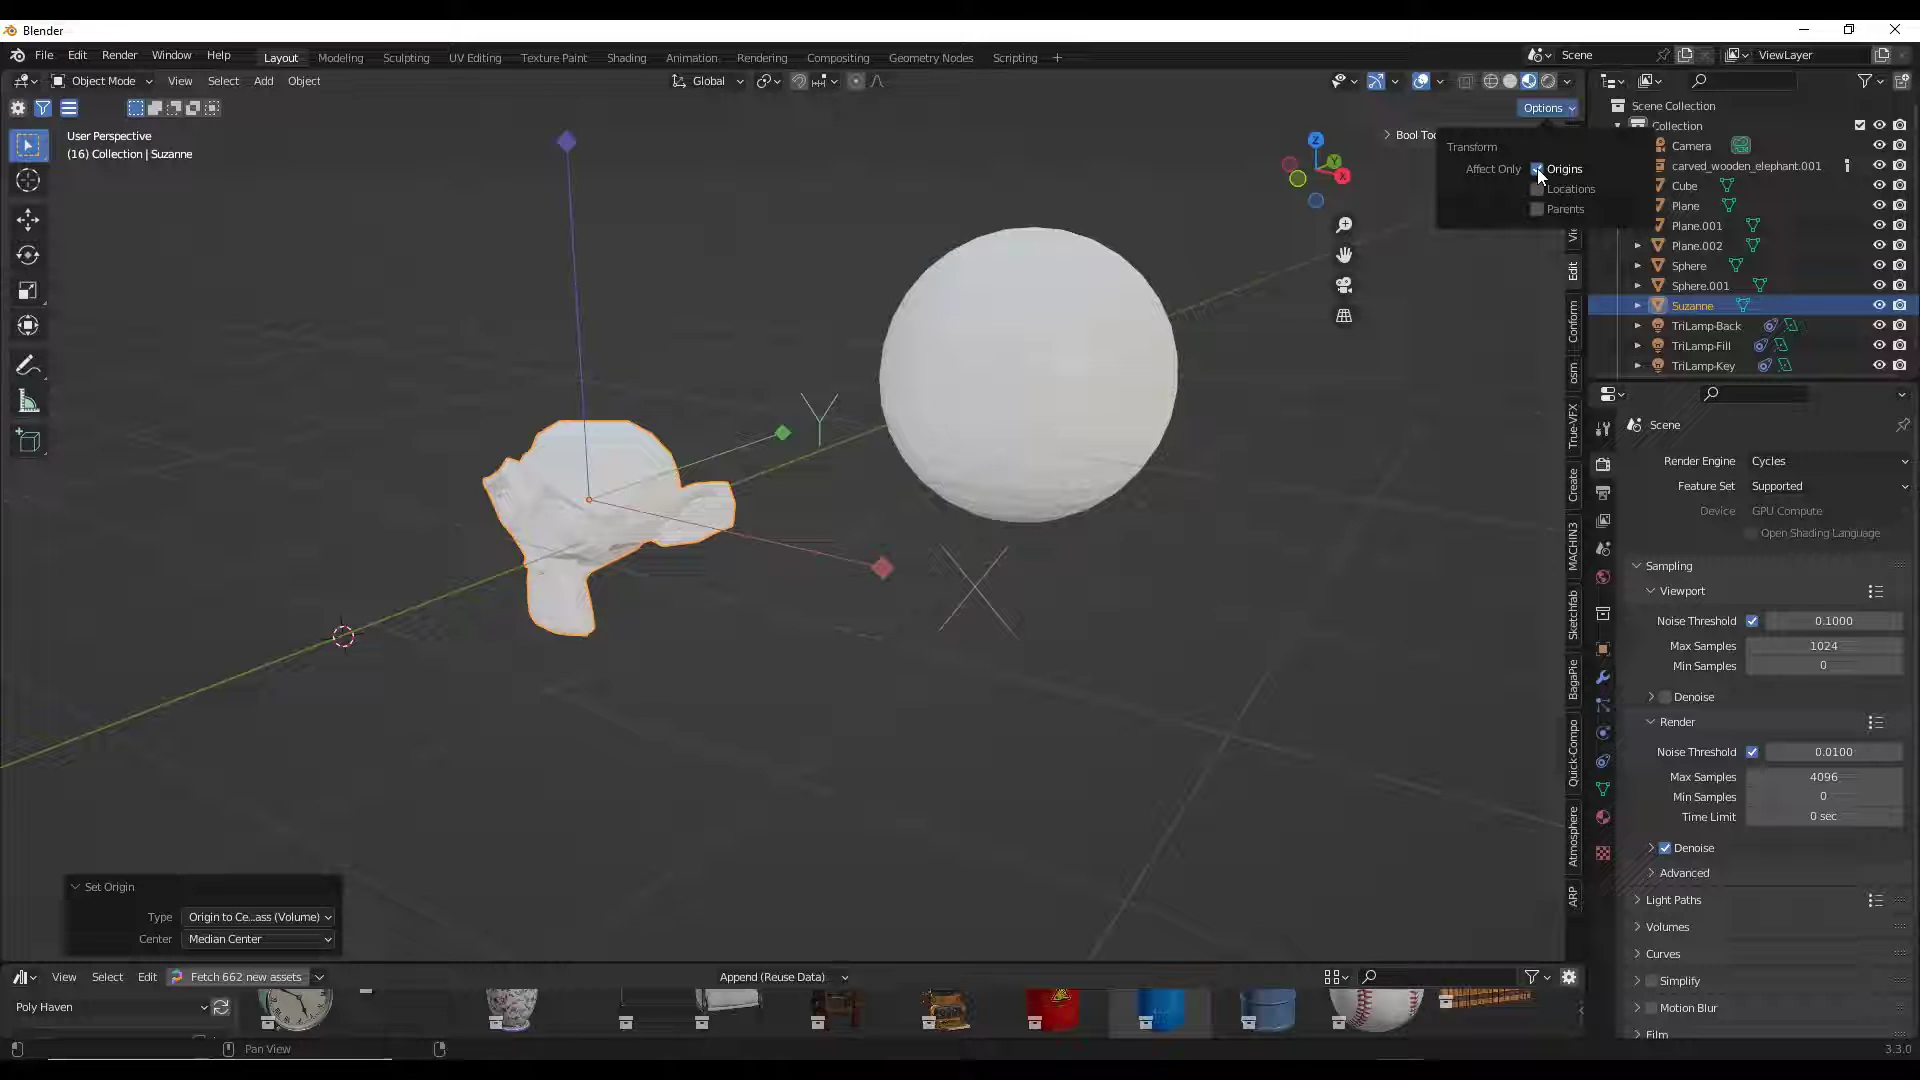 Blender
File Edit Render Window Help Layout Modeling Sculpting UV Editing Texture Paint Shading Animation Rendering Compositing Geometry Nodes Scripting + Scene ViewLayer
Object Mode View Select Add Object Global
Options
User Perspective
(16) Collection | Suzanne
Bool Too
Transform
Affect Only Origins
Locations
Parents
Z
Y
X
Y
X
Edit
Conform
osm
True-VFX
Create
MACHIN3
Sketchfab
BagaPie
Quick-Compo
Atmosphere
ARP
Scene Collection
Collection
Camera
carved_wooden_elephant.001
Cube
Plane
Plane.001
Plane.002
Sphere
Sphere.001
Suzanne
TriLamp-Back
TriLamp-Fill
TriLamp-Key
Scene
Render Engine Cycles
Feature Set Supported
Device GPU Compute
Open Shading Language
Sampling
Viewport
Noise Threshold 0.1000
Max Samples 1024
Min Samples 0
Denoise
Render
Noise Threshold 0.0100
Max Samples 4096
Min Samples 0
Time Limit 0 sec
Denoise
Advanced
Light Paths
Volumes
Curves
Simplify
Motion Blur
Film
Set Origin
Type Origin to Ce...ass (Volume)
Center Median Center
View Select Edit Fetch 662 new assets Append (Reuse Data)
Poly Haven
Pan View
3.3.0